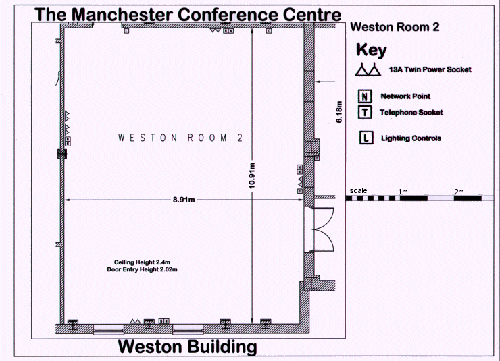 The Manchester Conference Centre
Weston Room 2
Key
13A Twin Power Socket
N Network Point
T Telephone Socket
L Lighting Controls
6.18m
WESTON ROOM 2
10.91m
8.91m
scale 1m 2m
Ceiling Height 2.4m
Door Entry Height 2.02m
Weston Building